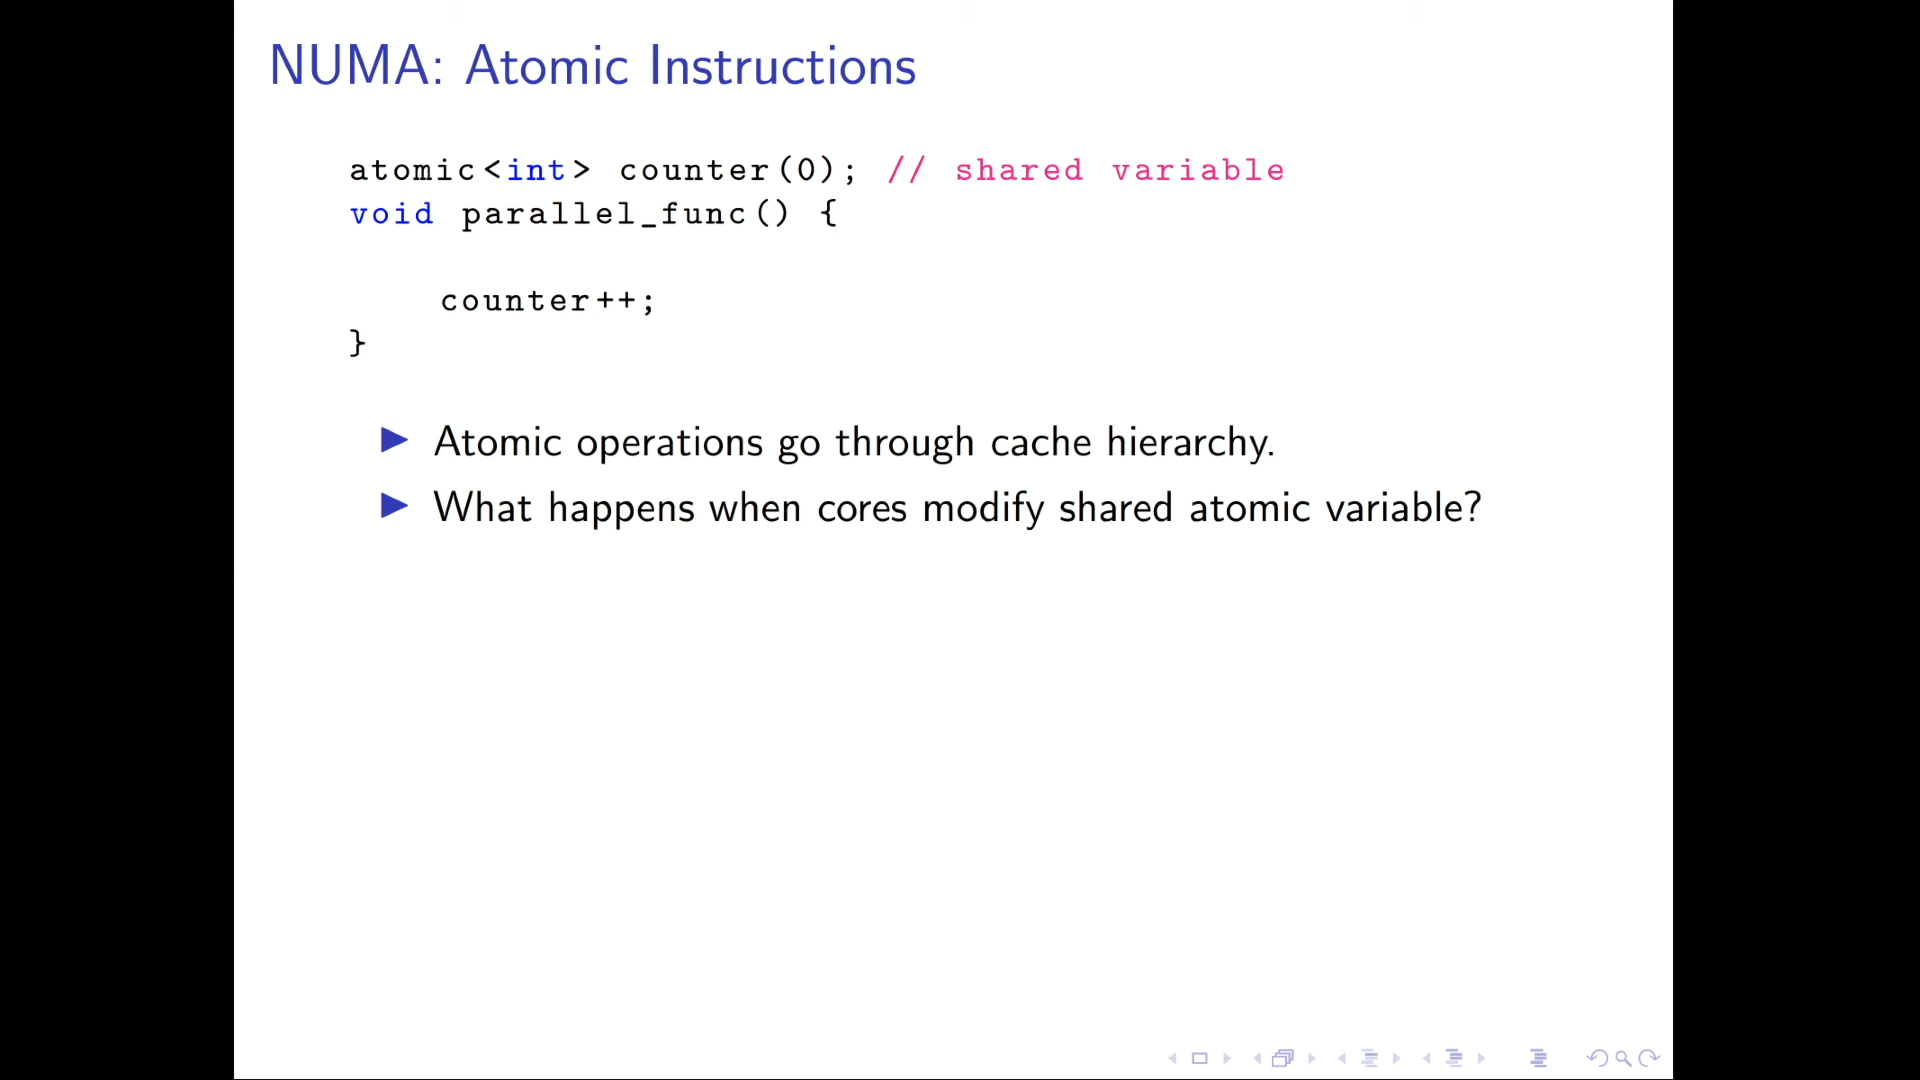 NUMA: Atomic Instructions
atomic<int> counter(0); // shared variable
void parallel_func() {
counter++;
}
Atomic operations go through cache hierarchy.
What happens when cores modify shared atomic variable?